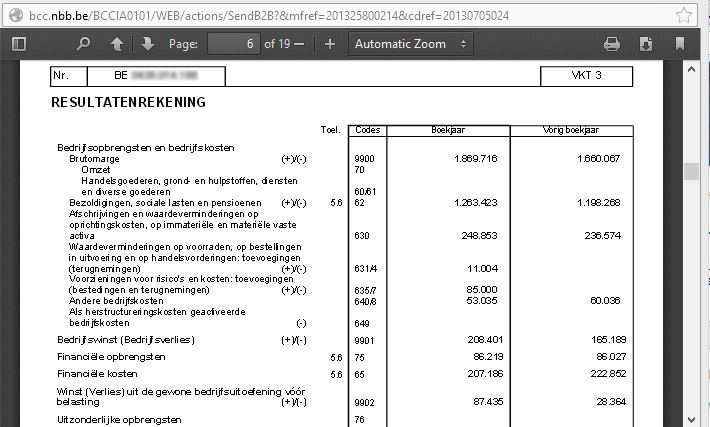 bcc.nbb.be/BCCIA0101/WEB/actions/SendB2B?&mfref=201325800214&cdref=20130705024
Page: 6 of 19 Automatic Zoom
Nr. BE VKT 3
RESULTATENREKENING
Toel. Codes Boekjaar Vorig boekjaar
Bedrijfsopbrengsten en bedrijfskosten
Brutomarge (+)/(-) 9900 1.869.716 1.660.067
Omzet 70
Handelsgoederen, grond- en hulpstoffen, diensten
en diverse goederen 60/61
Bezoldigingen, sociale lasten en pensioenen (+)/(-) 5.6 62 1.263.423 1.198.268
Afschrijvingen en waardeverminderingen op
oprichtingskosten, op immateriële en materiële vaste
activa 630 248.853 236.574
Waardeverminderingen op voorraden, op bestellingen
in uitvoering en op handelsvorderingen: toevoegingen
(terugnemingen) (+)/(-) 631/4 11.004
Voorzieningen voor risico's en kosten: toevoegingen
(bestedingen en terugnemingen) (+)/(-) 635/7 85.000
Andere bedrijfskosten 640/8 53.035 60.036
Als herstructureringskosten geactiveerde
bedrijfskosten (-) 649
Bedrijfswinst (Bedrijfsverlies) (+)/(-) 9901 208.401 165.189
Financiële opbrengsten 5.6 75 86.219 86.027
Financiële kosten 5.6 65 207.186 222.852
Winst (Verlies) uit de gewone bedrijfsuitoefening vóór
belasting (+)/(-) 9902 87.435 28.364
Uitzonderlijke opbrengsten 76